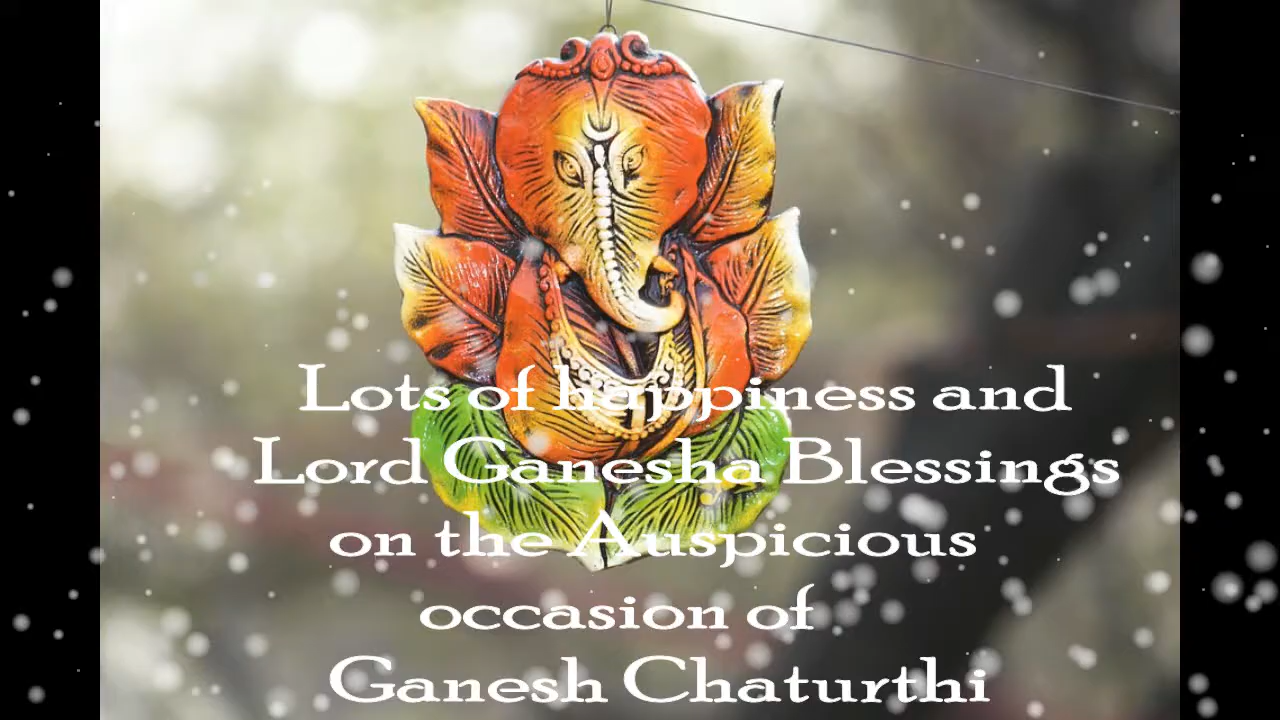 Lots of happiness and
Lord Ganesha Blessings
on the Auspicious
occasion of
Ganesh Chaturthi